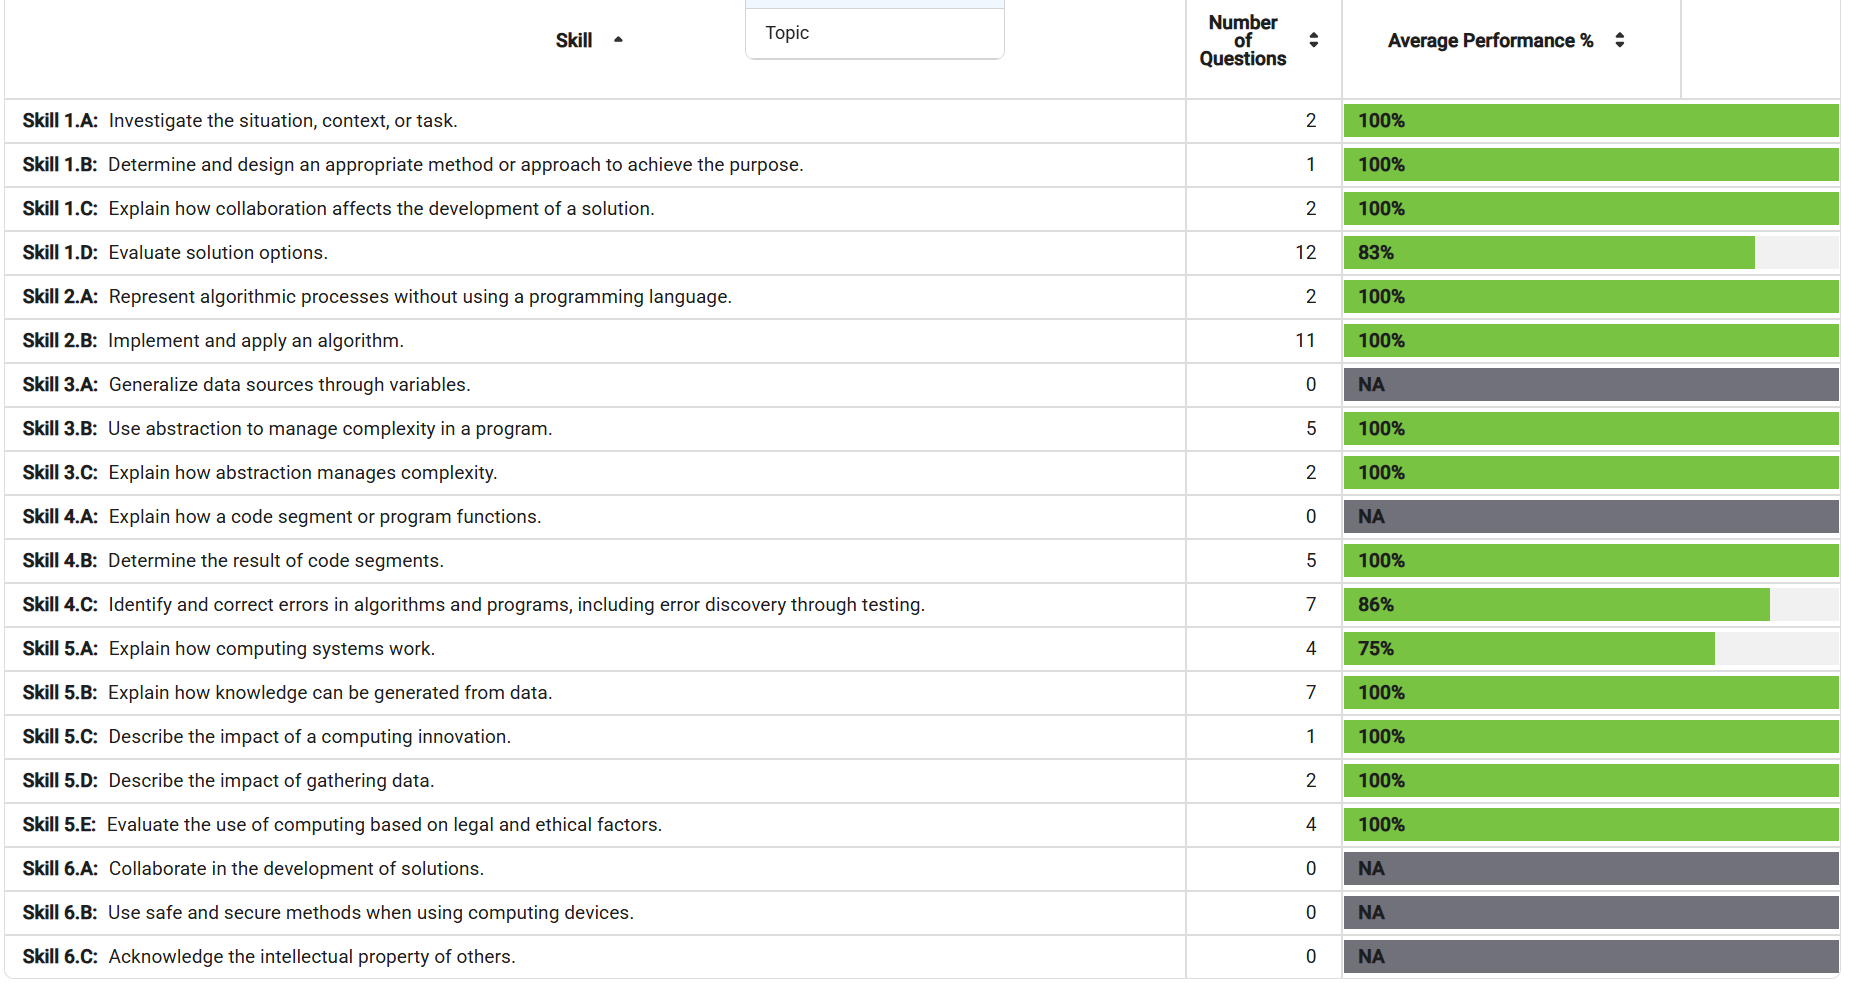 Topic
Skill
Number
of
Questions
Average Performance %
Skill 1.A: Investigate the situation, context, or task. 2 100%
Skill 1.B: Determine and design an appropriate method or approach to achieve the purpose. 1 100%
Skill 1.C: Explain how collaboration affects the development of a solution. 2 100%
Skill 1.D: Evaluate solution options. 12 83%
Skill 2.A: Represent algorithmic processes without using a programming language. 2 100%
Skill 2.B: Implement and apply an algorithm. 11 100%
Skill 3.A: Generalize data sources through variables. 0 NA
Skill 3.B: Use abstraction to manage complexity in a program. 5 100%
Skill 3.C: Explain how abstraction manages complexity. 2 100%
Skill 4.A: Explain how a code segment or program functions. 0 NA
Skill 4.B: Determine the result of code segments. 5 100%
Skill 4.C: Identify and correct errors in algorithms and programs, including error discovery through testing. 7 86%
Skill 5.A: Explain how computing systems work. 4 75%
Skill 5.B: Explain how knowledge can be generated from data. 7 100%
Skill 5.C: Describe the impact of a computing innovation. 1 100%
Skill 5.D: Describe the impact of gathering data. 2 100%
Skill 5.E: Evaluate the use of computing based on legal and ethical factors. 4 100%
Skill 6.A: Collaborate in the development of solutions. 0 NA
Skill 6.B: Use safe and secure methods when using computing devices. 0 NA
Skill 6.C: Acknowledge the intellectual property of others. 0 NA